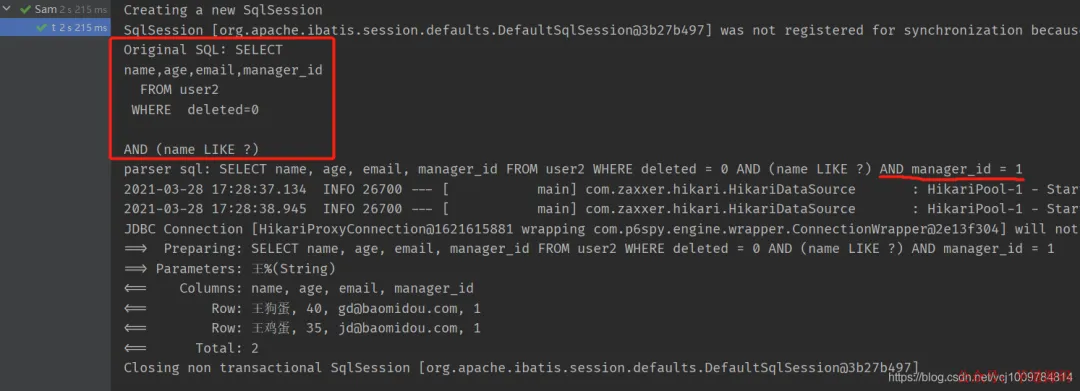 Sam 2 s 215 ms
t 2 s 215 ms
Creating a new SqlSession
SqlSession [org.apache.ibatis.session.defaults.DefaultSqlSession@3b27b497] was not registered for synchronization becaus
Original SQL: SELECT
name,age,email,manager_id
FROM user2
WHERE  deleted=0
AND (name LIKE ?)
parser sql: SELECT name, age, email, manager_id FROM user2 WHERE deleted = 0 AND (name LIKE ?) AND manager_id = 1
2021-03-28 17:28:37.134  INFO 26700 --- [           main] com.zaxxer.hikari.HikariDataSource       : HikariPool-1 - Star
2021-03-28 17:28:38.945  INFO 26700 --- [           main] com.zaxxer.hikari.HikariDataSource       : HikariPool-1 - Star
JDBC Connection [HikariProxyConnection@1621615881 wrapping com.p6spy.engine.wrapper.ConnectionWrapper@2e13f304] will not
==>  Preparing: SELECT name, age, email, manager_id FROM user2 WHERE deleted = 0 AND (name LIKE ?) AND manager_id = 1
==> Parameters: 王%(String)
<==    Columns: name, age, email, manager_id
<==        Row: 王狗蛋, 40, gd@baomidou.com, 1
<==        Row: 王鸡蛋, 35, jd@baomidou.com, 1
<==      Total: 2
Closing non transactional SqlSession [org.apache.ibatis.session.defaults.DefaultSqlSession@3b27b497]